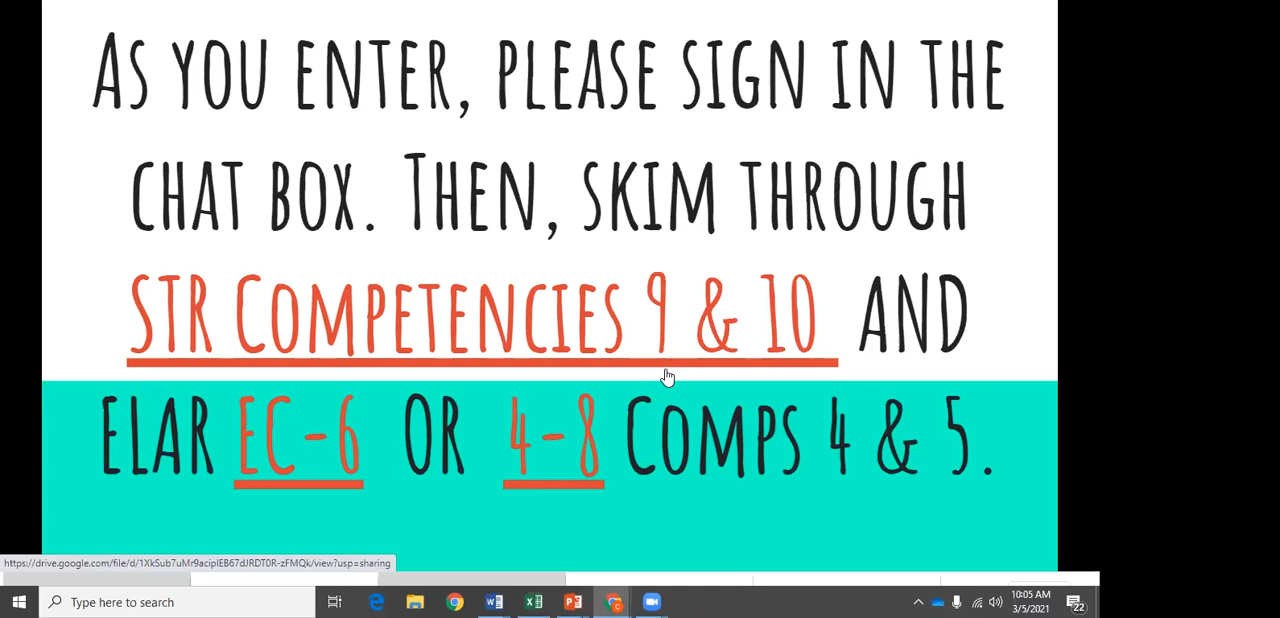 As you enter, please sign in the
chat box. Then, skim through
STR Competencies 9 & 10 and
ELAR EC-6 or 4-8 Comps 4 & 5.
https://drive.google.com/file/d/1XkSub7uMr9aciplEB67dJRDT0R-zFMQk/view?usp=sharing
Type here to search
10:05 AM
3/5/2021
22